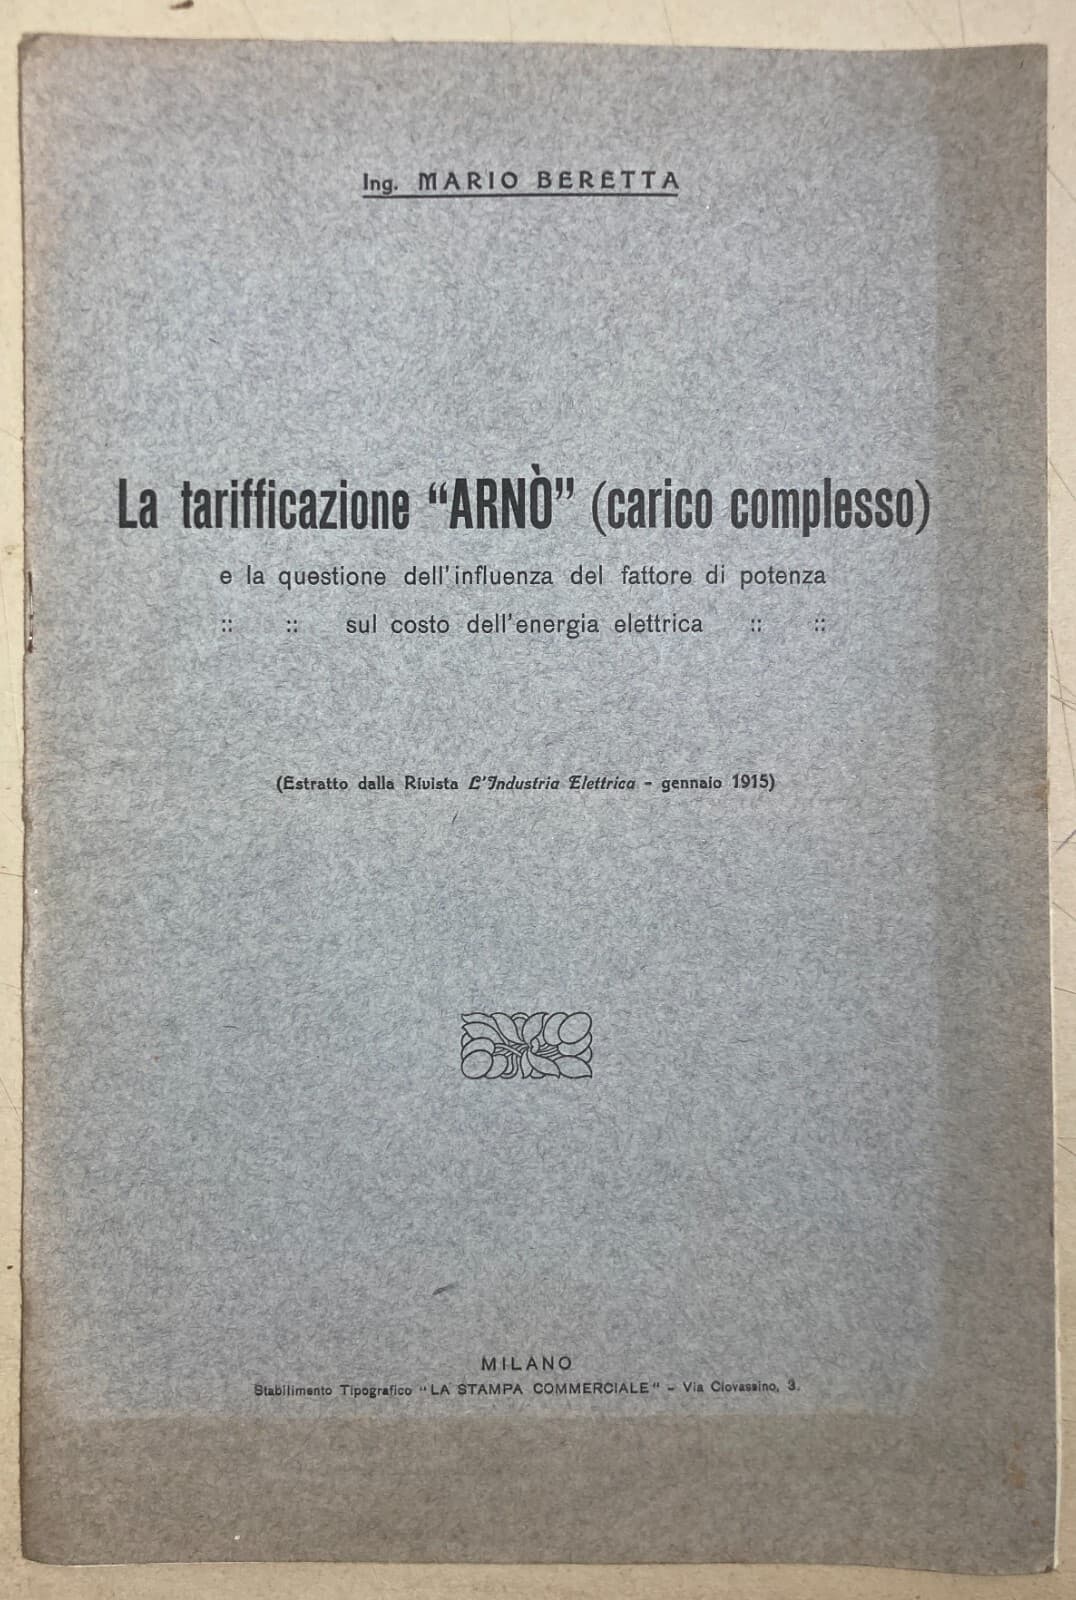 Ing. MARIO BERETTA
La tarifficazione “ARNÒ” (carico complesso)
e la questione dell'influenza del fattore di potenza
:: :: sul costo dell'energia elettrica :: ::
(Estratto dalla Rivista L'Industria Elettrica - gennaio 1915)
MILANO
Stabilimento Tipografico “LA STAMPA COMMERCIALE” - Via Ciovassino, 3.